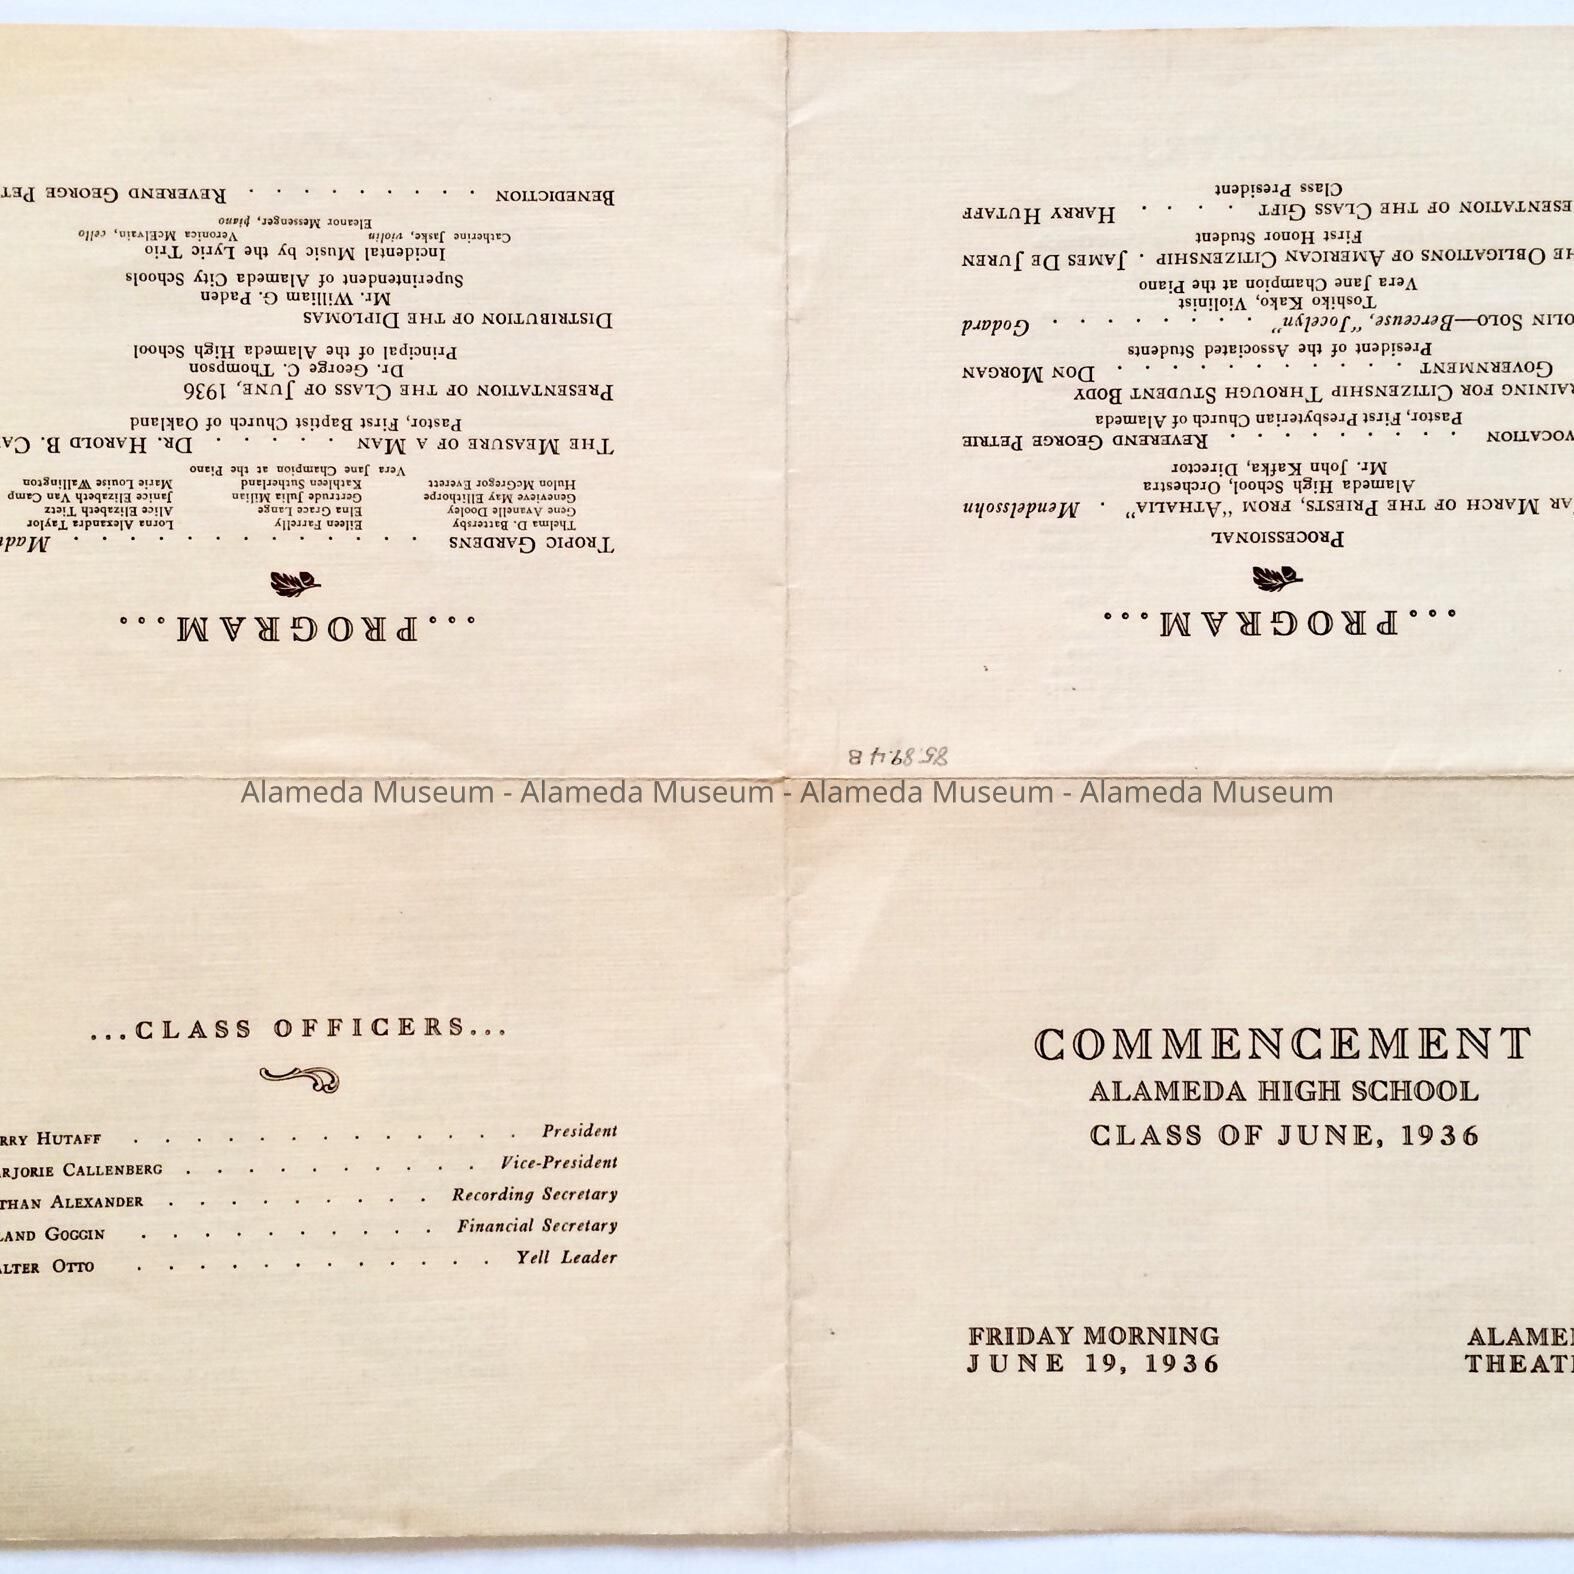 COMMENCEMENT
ALAMEDA HIGH SCHOOL
CLASS OF JUNE, 1936
FRIDAY MORNING
JUNE 19, 1936
ALAME
THEAT
...PROGRAM...
PROCESSIONAL
AR MARCH OF THE PRIESTS, FROM "ATHALIA" . Mendelssohn
Alameda High School, Orchestra
Mr. John Kafka, Director
VOCATION . . . . . . . . . REVEREND GEORGE PETRIE
Pastor, First Presbyterian Church of Alameda
RAINING FOR CITIZENSHIP THROUGH STUDENT BODY
GOVERNMENT . . . . . . . . . . . DON MORGAN
President of the Associated Students
OLIN SOLO—Berceuse, "Jocelyn" . . . . . . . . Godard
Toshiko Kako, Violinist
Vera Jane Champion at the Piano
HE OBLIGATIONS OF AMERICAN CITIZENSHIP . JAMES DE JUREN
First Honor Student
ESENTATION OF THE CLASS GIFT . . . . HARRY HUTAFF
Class President
85.89.4 B
...PROGRAM...
TROPIC GARDENS . . . . . . . . . . . . Mad
Thelma D. Battersby Eileen Farrelly Lorna Alexandra Taylor
Gene Avanelle Dooley Elna Grace Lange Alice Elizabeth Tietz
Genevieve May Ellithorpe Gertrude Julia Milian Janice Elizabeth Van Camp
Hulon McGregor Everett Kathleen Sutherland Marie Louise Wallington
Vera Jane Champion at the Piano
THE MEASURE OF A MAN . . . . . DR. HAROLD B. CA
Pastor, First Baptist Church of Oakland
PRESENTATION OF THE CLASS OF JUNE, 1936
Dr. George C. Thompson
Principal of the Alameda High School
DISTRIBUTION OF THE DIPLOMAS
Mr. William G. Paden
Superintendent of Alameda City Schools
Incidental Music by the Lyric Trio
Catherine Jaske, violin Veronica McElvain, cello
Eleanor Messenger, piano
BENEDICTION . . . . . . . . . REVEREND GEORGE PET
Alameda Museum - Alameda Museum - Alameda Museum - Alameda Museum
...CLASS OFFICERS...
RRY HUTAFF . . . . . . . . . . . . . President
RJORIE CALLENBERG . . . . . . . . . . Vice-President
THAN ALEXANDER . . . . . . . . . Recording Secretary
LAND GOGGIN . . . . . . . . . . Financial Secretary
LTER OTTO . . . . . . . . . . . . Yell Leader